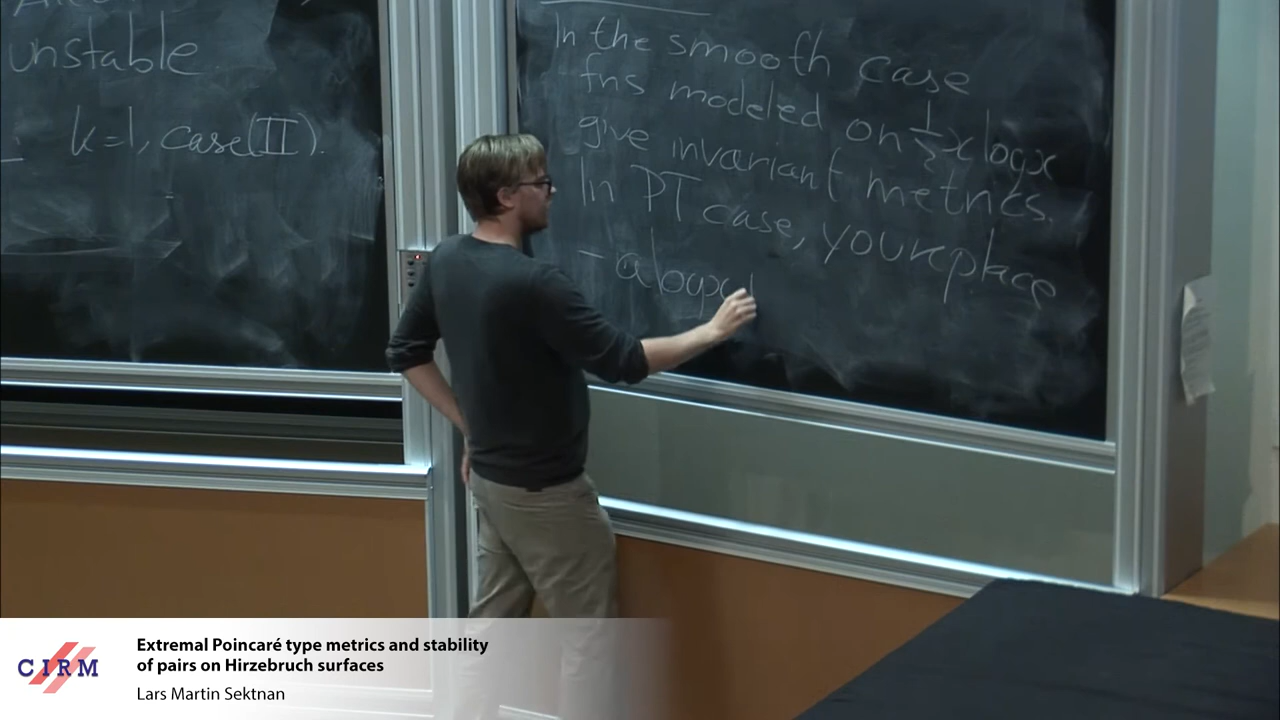 unstable
k=1, case(II).
In the smooth case
fns modeled on 1/2 x log x
give invariant metrics.
In PT case, you replace
- a log x
CIRM
Extremal Poincaré type metrics and stability
of pairs on Hirzebruch surfaces
Lars Martin Sektnan